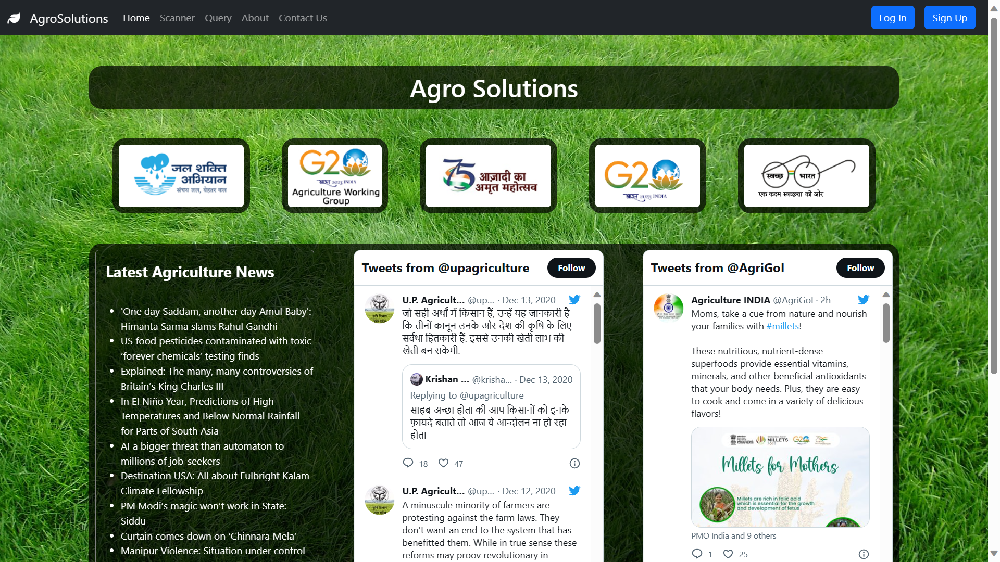 AgroSolutions Home Scanner Query About Contact Us Log In Sign Up
Agro Solutions
जल शक्ति
अभियान
संचय जल, बेहतर कल
G20
भारत 2023 INDIA
Agriculture Working
Group
75 आज़ादी का
अमृत महोत्सव
G20
भारत 2023 INDIA
स्वच्छ भारत
एक कदम स्वच्छता की ओर
Latest Agriculture News
'One day Saddam, another day Amul Baby':
Himanta Sarma slams Rahul Gandhi
US food pesticides contaminated with toxic
‘forever chemicals’ testing finds
Explained: The many, many controversies of
Britain’s King Charles III
In El Niño Year, Predictions of High
Temperatures and Below Normal Rainfall
for Parts of South Asia
AI a bigger threat than automaton to
millions of job-seekers
Destination USA: All about Fulbright Kalam
Climate Fellowship
PM Modi’s magic won’t work in State:
Siddu
Curtain comes down on ‘Chinnara Mela’
Manipur Violence: Situation under control
Tweets from @upagriculture Follow
U.P. Agricult... @up... · Dec 13, 2020
जो सही अर्थों में किसान हैं, उन्हें यह जानकारी है
कि तीनों कानून उनके और देश की कृषि के लिए
सर्वथा हितकारी हैं. इससे उनकी खेती लाभ की
खेती बन सकेगी.
Krishan ... @krisha... · Dec 13, 2020
Replying to @upagriculture
साहब अच्छा होता की आप किसानों को इनके
फ़ायदे बताते तो आज ये आन्दोलन ना हो रहा
होता
18 47
U.P. Agricult... @up... · Dec 12, 2020
A minuscule minority of farmers are
protesting against the farm laws. They
don't want an end to the system that has
benefitted them. While in true sense these
reforms may proov revolutionary in
Tweets from @AgriGoI Follow
Agriculture INDIA @AgriGoI · 2h
Moms, take a cue from nature and nourish
your families with #millets!
These nutritious, nutrient-dense
superfoods provide essential vitamins,
minerals, and other beneficial antioxidants
that your body needs. Plus, they are easy
to cook and come in a variety of delicious
flavors!
MILLETS
2023
G20
Millets for Mothers
Millets are rich in folic acid
which is essential for the growth
and development of fetus
PMO India and 9 others
1 25